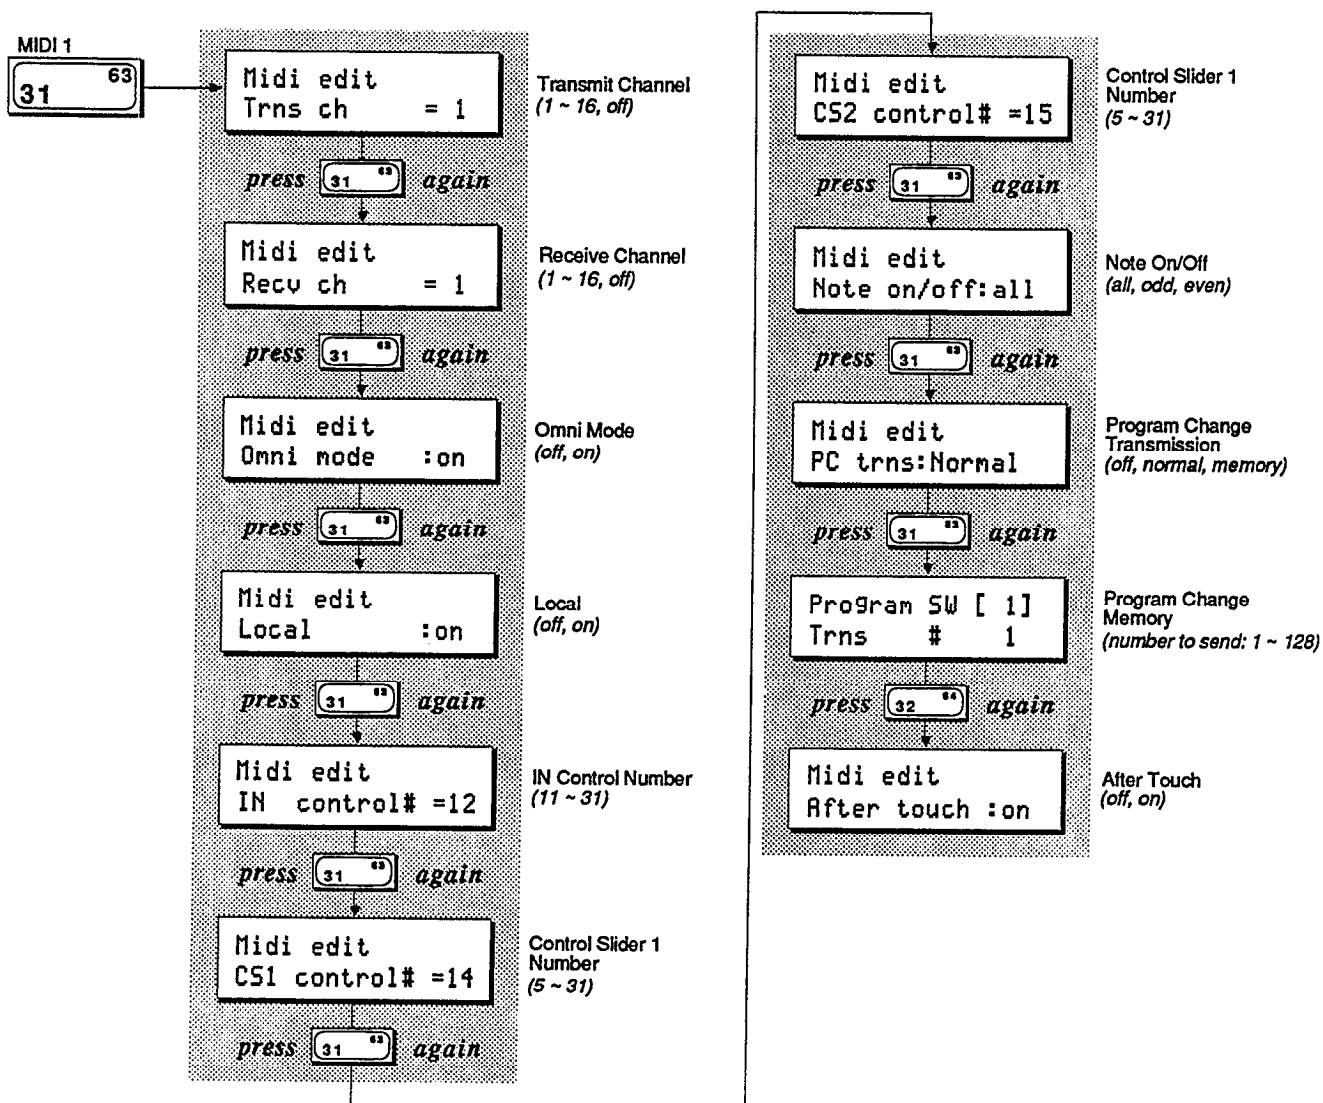 MIDI 1
31 63
Midi edit
Trns ch = 1
Transmit Channel
(1 ~ 16, off)
press 31 63 again
Midi edit
Recv ch = 1
Receive Channel
(1 ~ 16, off)
press 31 63 again
Midi edit
Omni mode :on
Omni Mode
(off, on)
press 31 63 again
Midi edit
Local :on
Local
(off, on)
press 31 63 again
Midi edit
IN control# =12
IN Control Number
(11 ~ 31)
press 31 63 again
Midi edit
CS1 control# =14
Control Slider 1
Number
(5 ~ 31)
press 31 63 again
Midi edit
CS2 control# =15
Control Slider 1
Number
(5 ~ 31)
press 31 63 again
Midi edit
Note on/off:all
Note On/Off
(all, odd, even)
press 31 63 again
Midi edit
PC trns:Normal
Program Change
Transmission
(off, normal, memory)
press 31 63 again
Program SW [ 1]
Trns # 1
Program Change
Memory
(number to send: 1 ~ 128)
press 32 64 again
Midi edit
After touch :on
After Touch
(off, on)